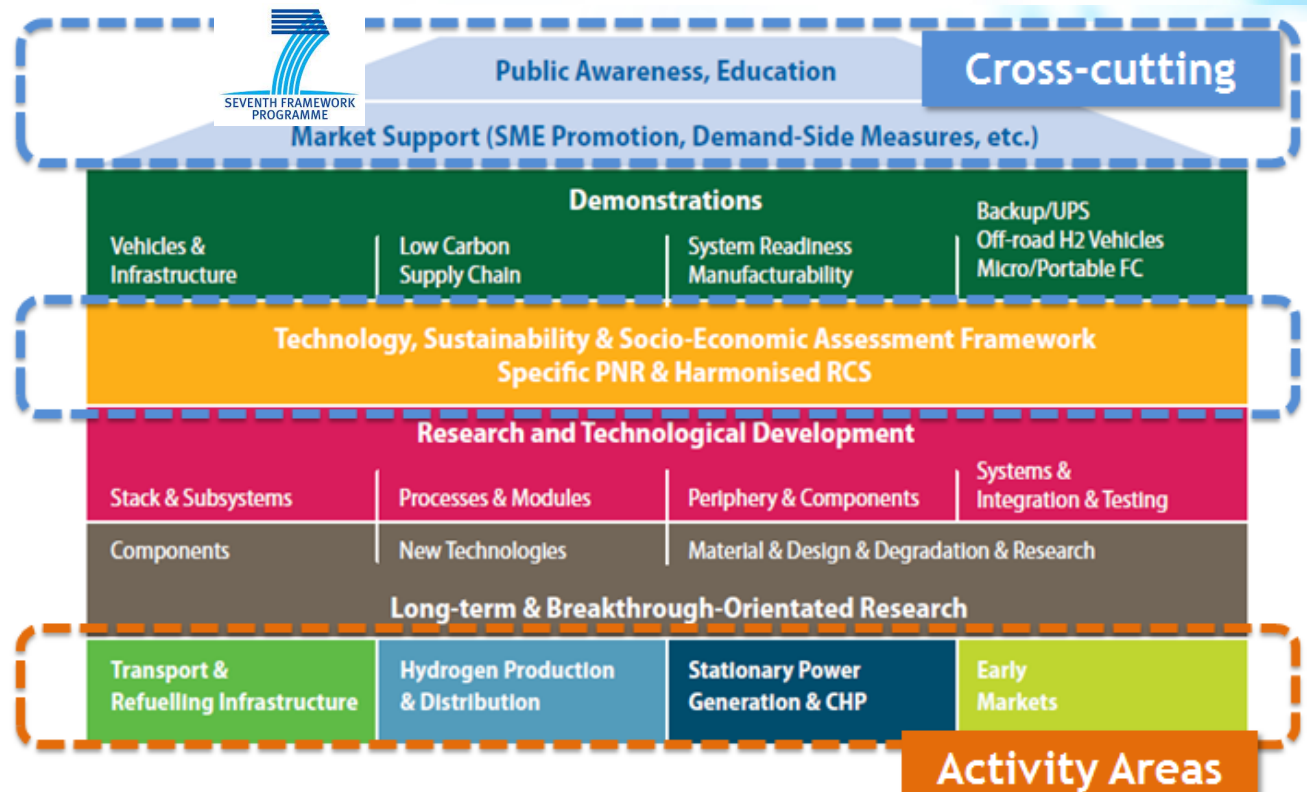 SEVENTH FRAMEWORK
PROGRAMME
Public Awareness, Education
Cross-cutting
Market Support (SME Promotion, Demand-Side Measures, etc.)
Demonstrations
Vehicles &
Infrastructure
Low Carbon
Supply Chain
System Readiness
Manufacturability
Backup/UPS
Off-road H2 Vehicles
Micro/Portable FC
Technology, Sustainability & Socio-Economic Assessment Framework
Specific PNR & Harmonised RCS
Research and Technological Development
Stack & Subsystems
Processes & Modules
Periphery & Components
Systems &
Integration & Testing
Components
New Technologies
Material & Design & Degradation & Research
Long-term & Breakthrough-Orientated Research
Transport &
Refuelling Infrastructure
Hydrogen Production
& Distribution
Stationary Power
Generation & CHP
Early
Markets
Activity Areas